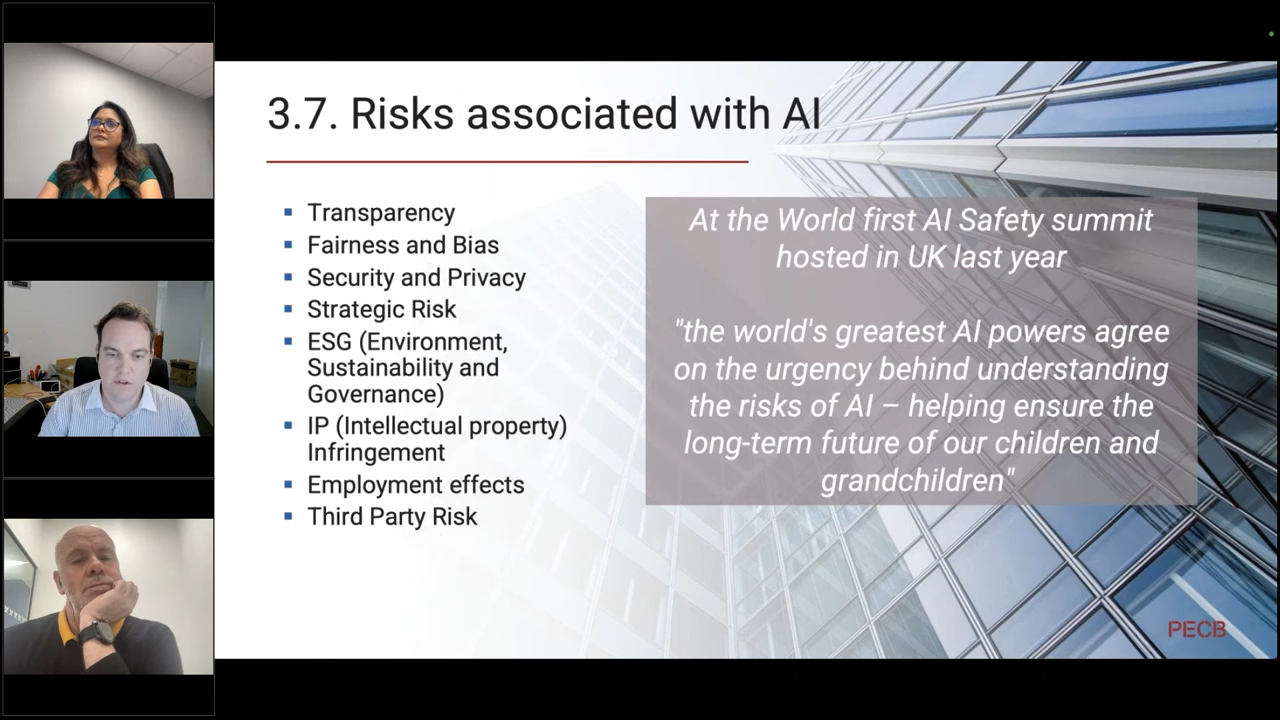 3.7. Risks associated with AI
Transparency
Fairness and Bias
Security and Privacy
Strategic Risk
ESG (Environment,
Sustainability and
Governance)
IP (Intellectual property)
Infringement
Employment effects
Third Party Risk
At the World first AI Safety summit
hosted in UK last year
"the world's greatest AI powers agree
on the urgency behind understanding
the risks of AI – helping ensure the
long-term future of our children and
grandchildren"
PECB